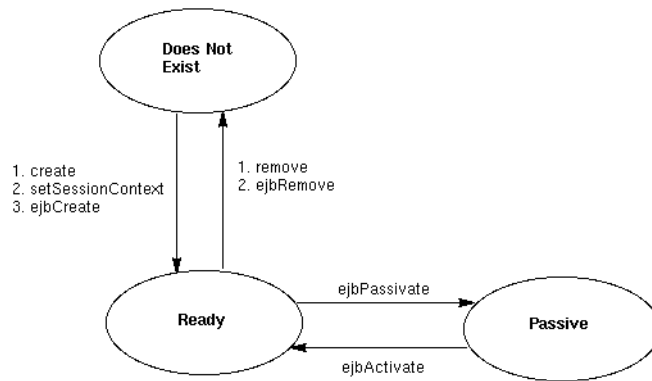 Does Not
Exist
1. create
2. setSessionContext
3. ejbCreate
1. remove
2. ejbRemove
ejbPassivate
Ready
Passive
ejbActivate